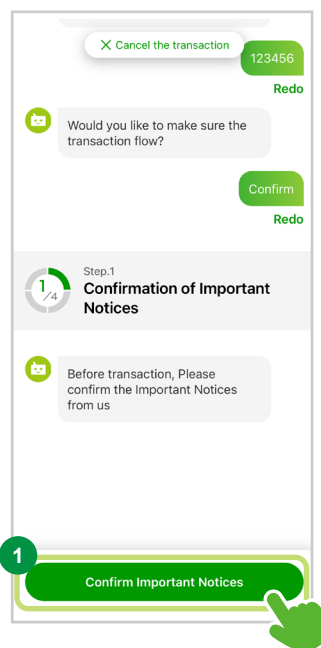 Cancel the transaction
123456
Redo
Would you like to make sure the
transaction flow?
Confirm
Redo
1/4
Step.1
Confirmation of Important
Notices
Before transaction, Please
confirm the Important Notices
from us
1
Confirm Important Notices